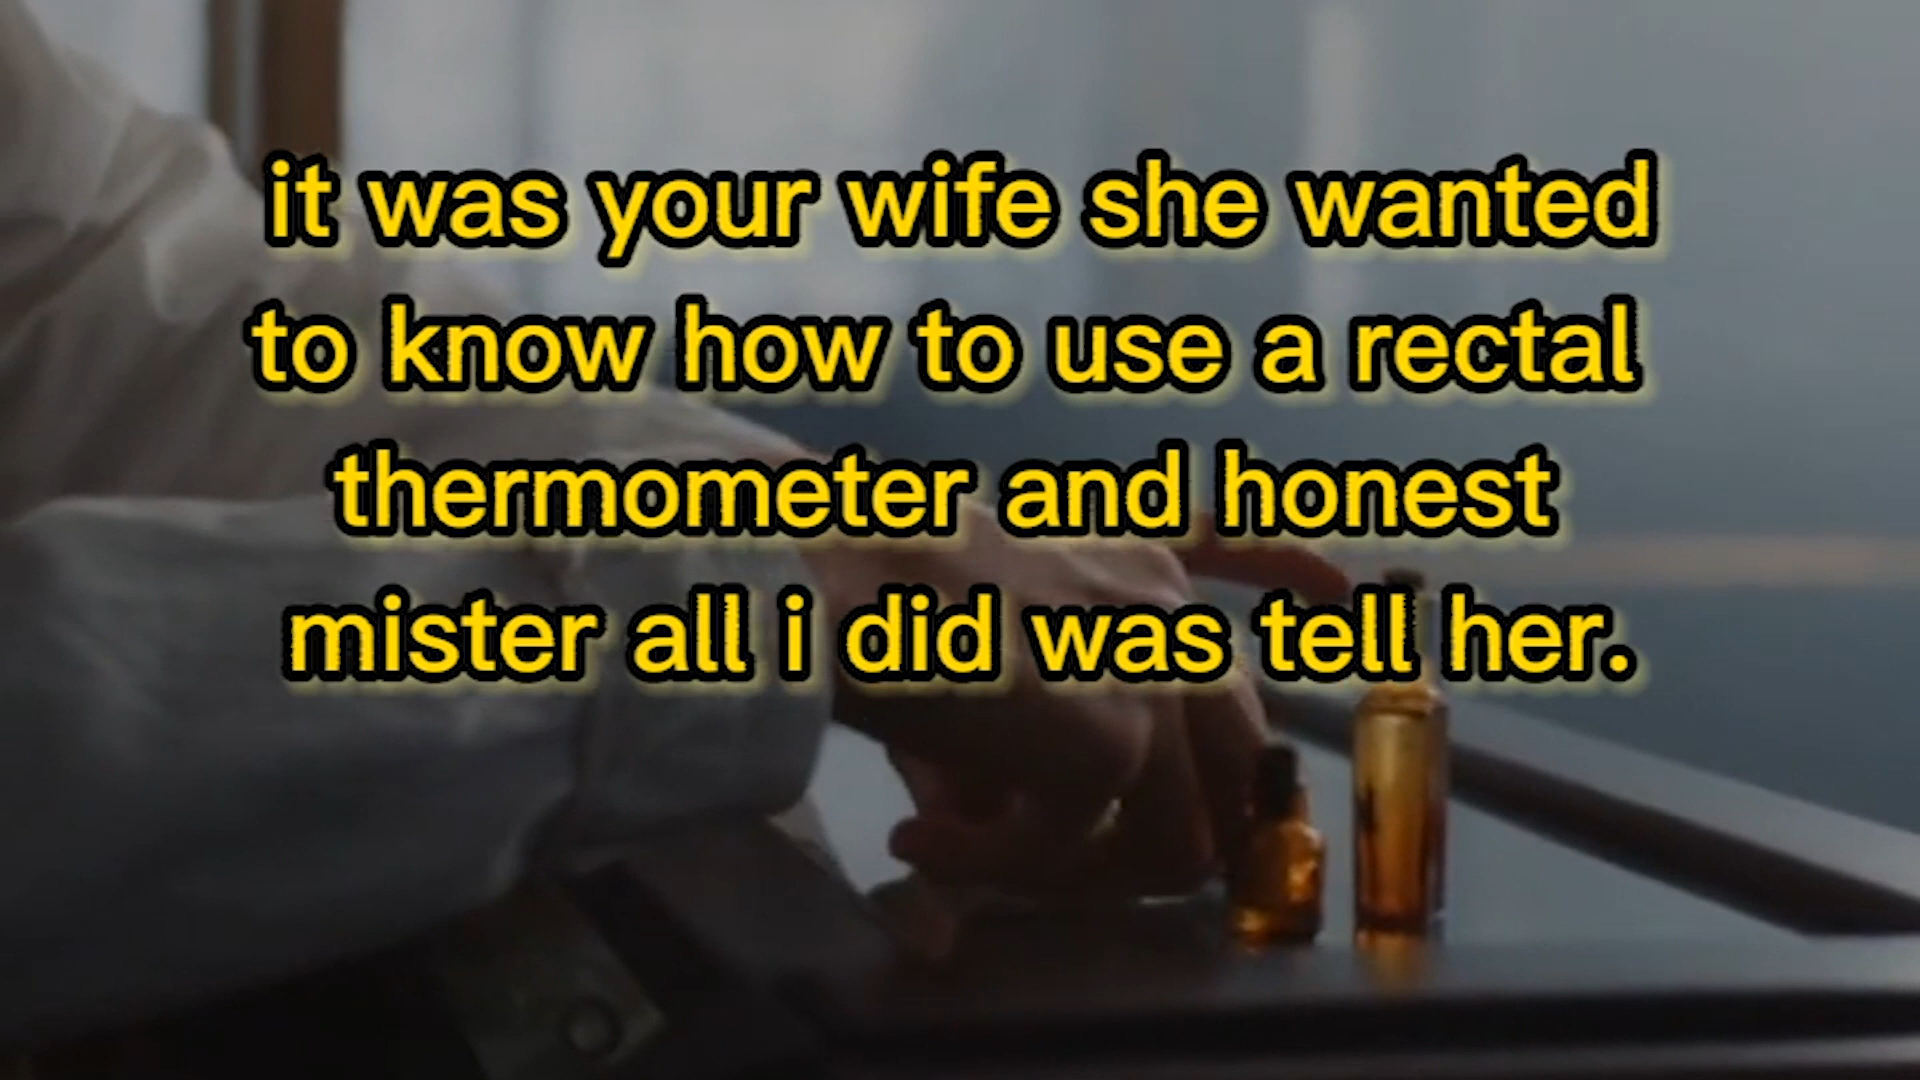 it was your wife she wanted
to know how to use a rectal
thermometer and honest
mister all i did was tell her.